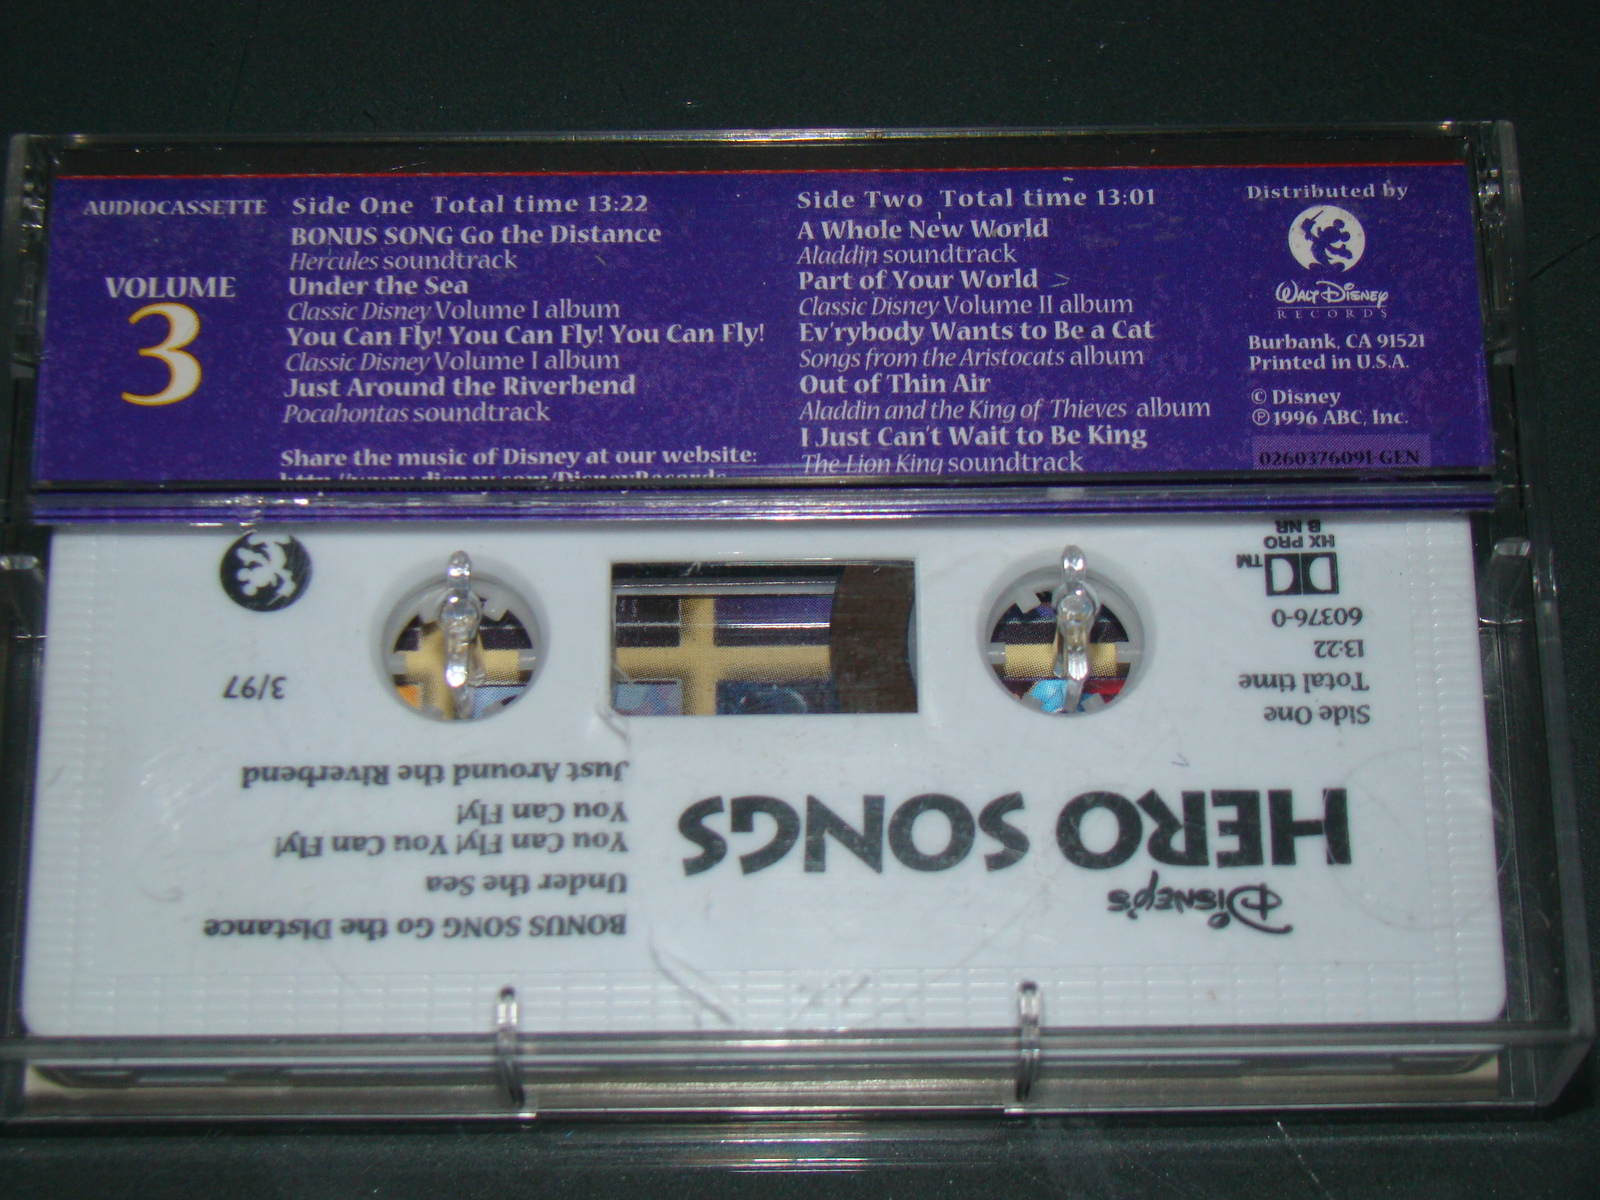 AUDIOCASSETTE
VOLUME
3
Side One Total time 13:22
BONUS SONG Go the Distance
Hercules soundtrack
Under the Sea
Classic Disney Volume I album
You Can Fly! You Can Fly! You Can Fly!
Classic Disney Volume I album
Just Around the Riverbend
Pocahontas soundtrack
Share the music of Disney at our website:
http://www.disney.com/DisneyRecords
Side Two Total time 13:01
A Whole New World
Aladdin soundtrack
Part of Your World
Classic Disney Volume II album
Ev'rybody Wants to Be a Cat
Songs from the Aristocats album
Out of Thin Air
Aladdin and the King of Thieves album
I Just Can't Wait to Be King
The Lion King soundtrack
Distributed by
WALT DISNEY
RECORDS
Burbank, CA 91521
Printed in U.S.A.
© Disney
℗ 1996 ABC, Inc.
0260376091-GEN
DISNEY'S
HERO SONGS
BONUS SONG Go the Distance
Under the Sea
You Can Fly! You Can Fly!
You Can Fly!
Just Around the Riverbend
3/97
Side One
Total time
13:22
60376-0
TM
HX PRO
B NR